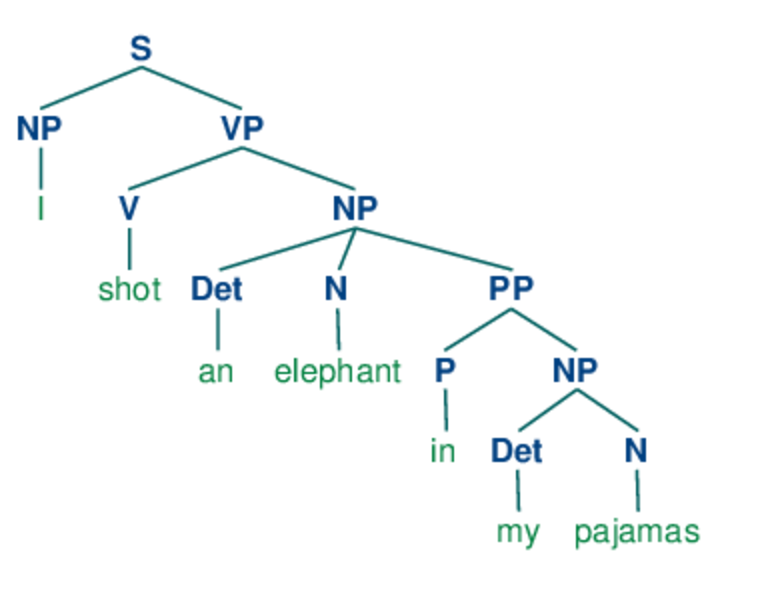 S
NP VP
I V NP
shot Det N PP
an elephant P NP
in Det N
my pajamas